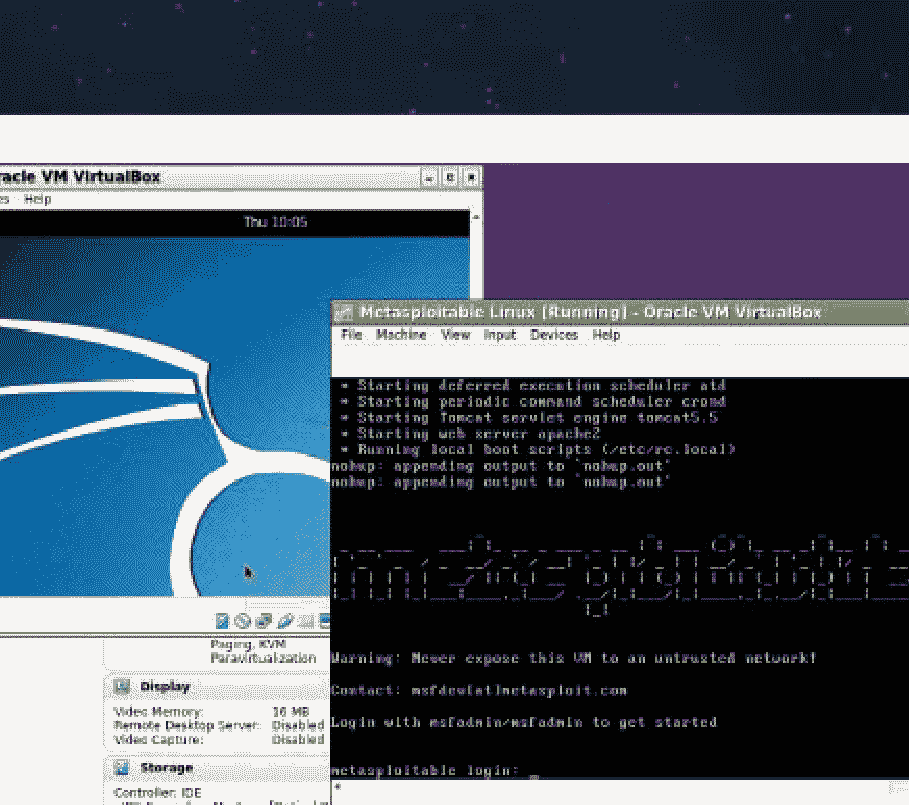 racle VM VirtualBox
es Help
Thu 10:05
Metasploitable Linux [Running] - Oracle VM VirtualBox
File Machine View Input Devices Help
* Starting deferred execution scheduler atd
* Starting periodic command scheduler crond
* Starting Tomcat servlet engine tomcat5.5
* Starting web server apache2
* Running local boot scripts (/etc/rc.local)
nohup: appending output to `nohup.out'
nohup: appending output to `nohup.out'
metasploitable
Warning: Never expose this VM to an untrusted network!
Contact: msfdev[at]metasploit.com
Login with msfadmin/msfadmin to get started
metasploitable login: _
Paging, KVM
Paravirtualization
Display
Video Memory: 16 MB
Remote Desktop Server: Disabled
Video Capture: Disabled
Storage
Controller: IDE